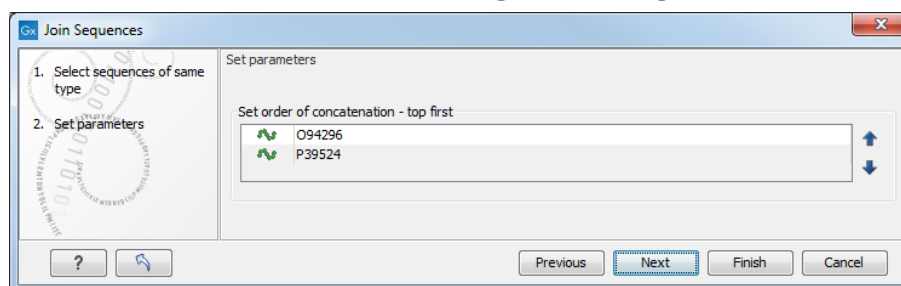 Gx Join Sequences
X
1. Select sequences of same
type
2. Set parameters
Set parameters
Set order of concatenation - top first
O94296
P39524
?
Previous
Next
Finish
Cancel